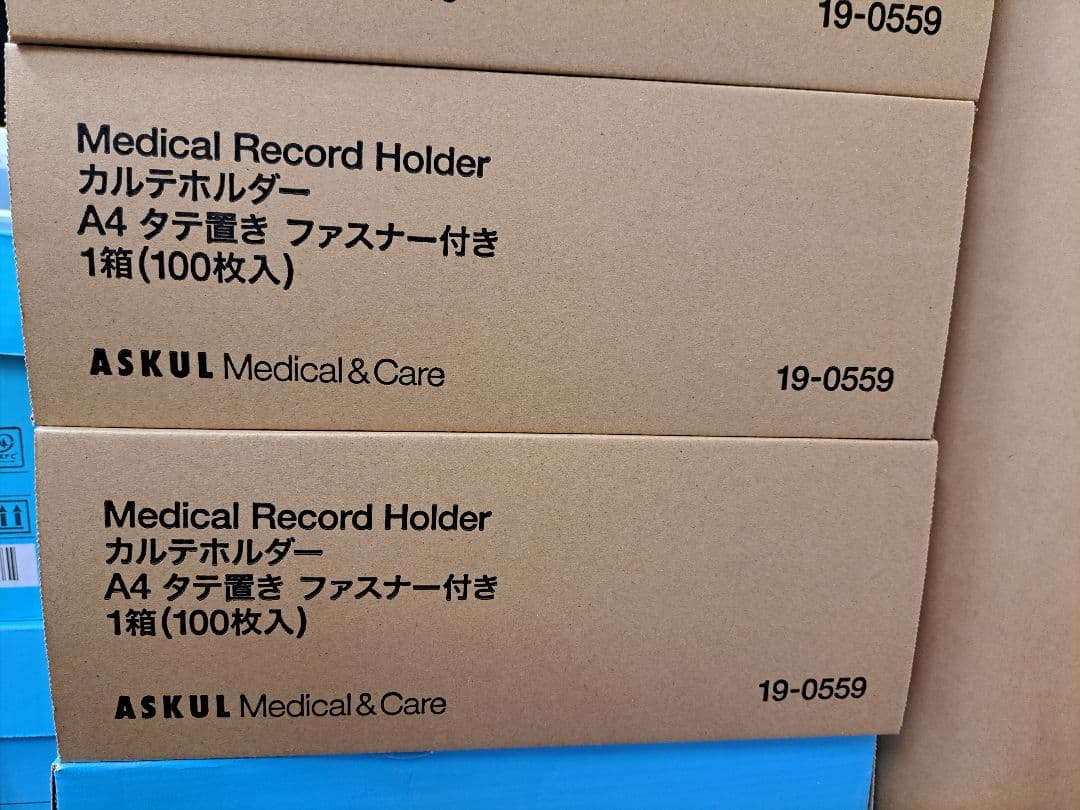 19-0559
Medical Record Holder
カルテホルダー
A4 タテ置き ファスナー付き
1箱(100枚入)
ASKUL Medical&Care
19-0559
Medical Record Holder
カルテホルダー
A4 タテ置き ファスナー付き
1箱(100枚入)
ASKUL Medical&Care
19-0559